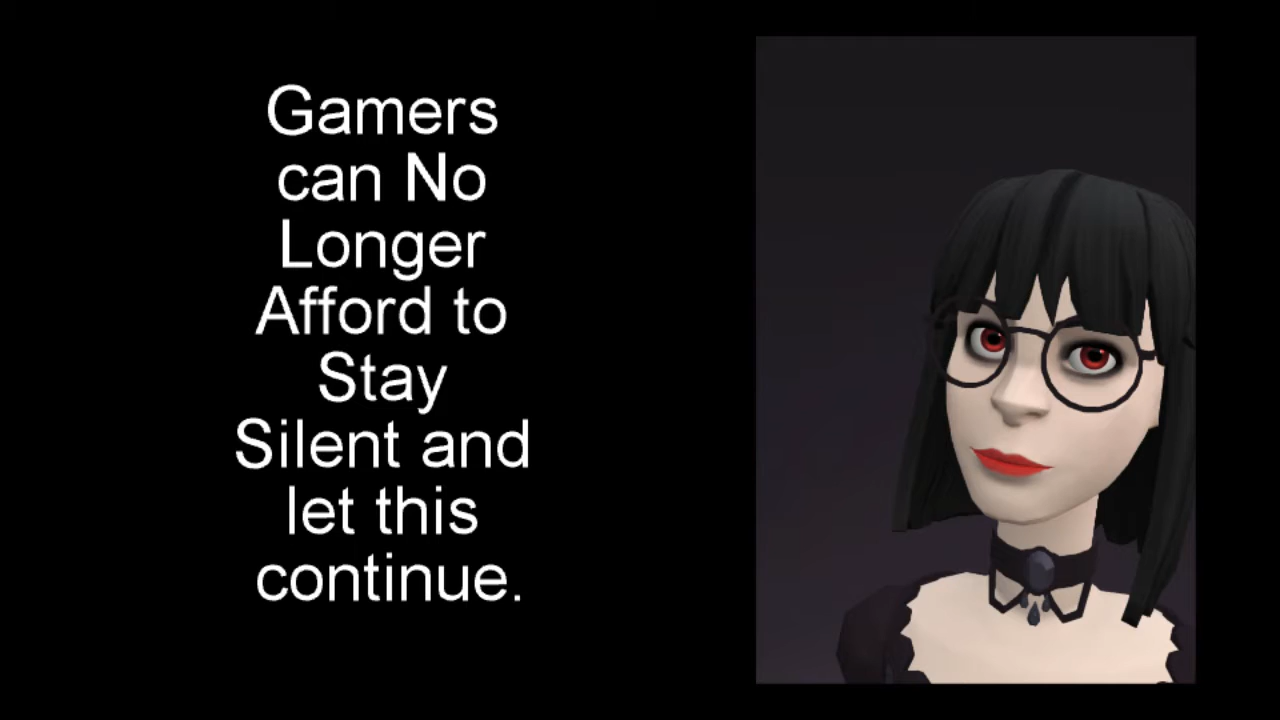 Gamers
can No
Longer
Afford to
Stay
Silent and
let this
continue.